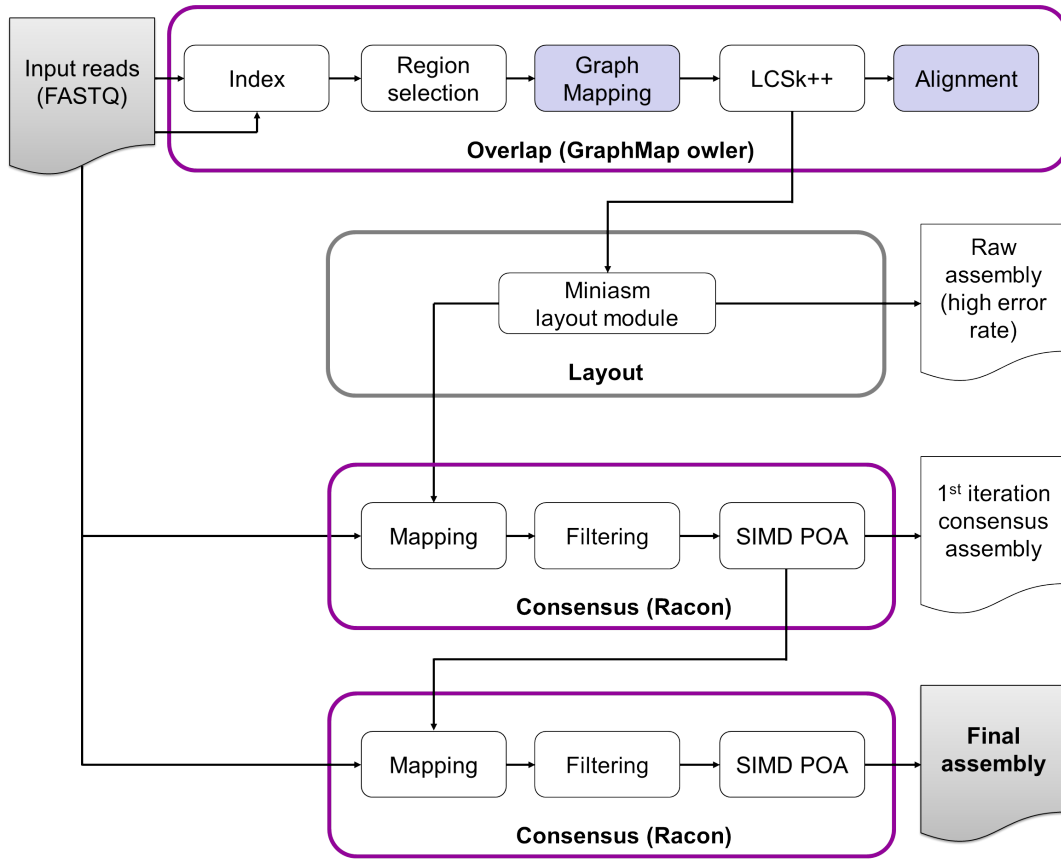 Input reads
(FASTQ)
Index
Region
selection
Graph
Mapping
LCSk++
Alignment
Overlap (GraphMap owler)
Miniasm
layout module
Layout
Raw
assembly
(high error
rate)
Mapping
Filtering
SIMD POA
Consensus (Racon)
1st iteration
consensus
assembly
Mapping
Filtering
SIMD POA
Consensus (Racon)
Final
assembly